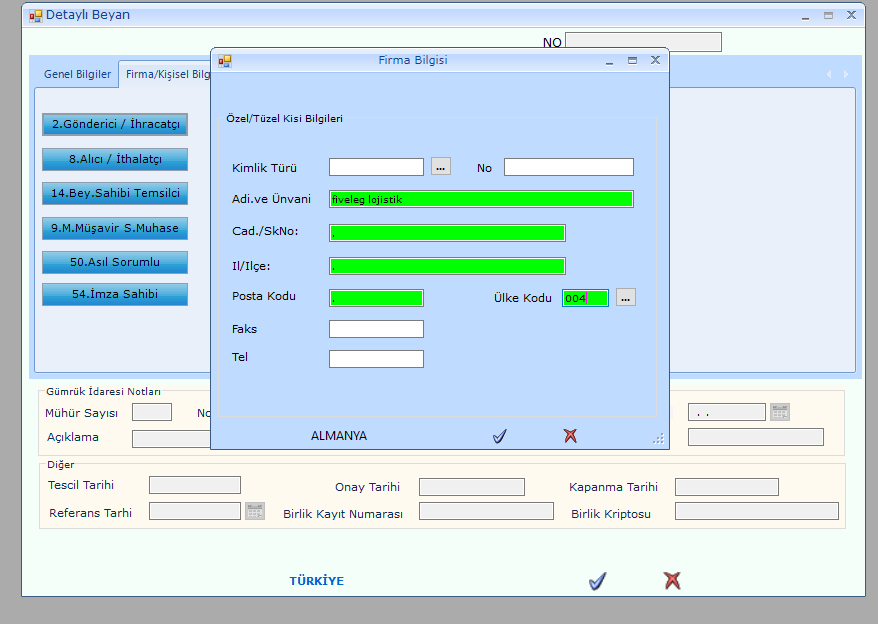 Detaylı Beyan
NO
Genel Bilgiler
Firma/Kişisel Bilg
2.Gönderici / İhracatçı
8.Alıcı / İthalatçı
14.Bey.Sahibi Temsilci
9.M.Müşavir S.Muhase
50.Asıl Sorumlu
54.İmza Sahibi
Firma Bilgisi
Özel/Tüzel Kisi Bilgileri
Kimlik Türü ... No
Adi.ve Ünvani fiveleg lojistik
Cad./SkNo: .
Il/Ilçe: .
Posta Kodu . Ülke Kodu 004 ...
Faks
Tel
ALMANYA
Gümrük İdaresi Notları
Mühür Sayısı No . .
Açıklama
Diğer
Tescil Tarihi Onay Tarihi Kapanma Tarihi
Referans Tarhi Birlik Kayıt Numarası Birlik Kriptosu
TÜRKİYE